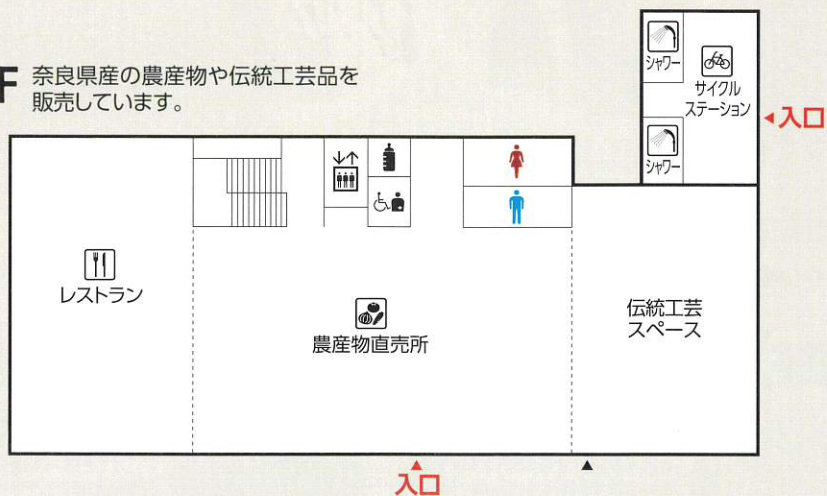 F 奈良県産の農産物や伝統工芸品を
販売しています。
シャワー
サイクル
ステーション
入口
シャワー
レストラン
農産物直売所
伝統工芸
スペース
入口